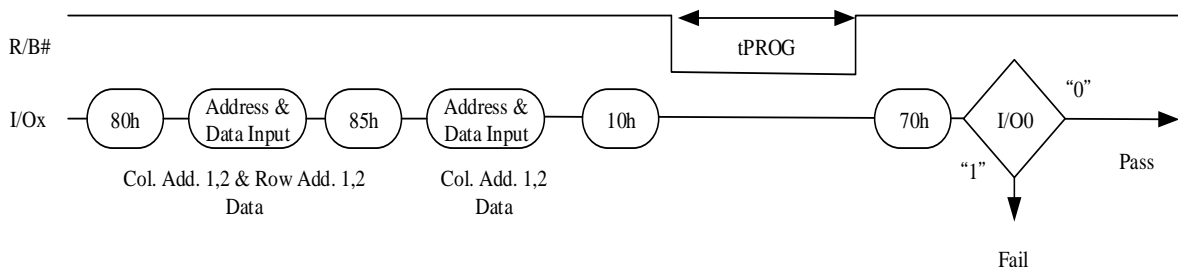 R/B#
tPROG
I/Ox
80h
Address &
Data Input
85h
Address &
Data Input
10h
70h
I/O0
“0”
“1”
Pass
Col. Add. 1,2 & Row Add. 1,2
Data
Col. Add. 1,2
Data
Fail